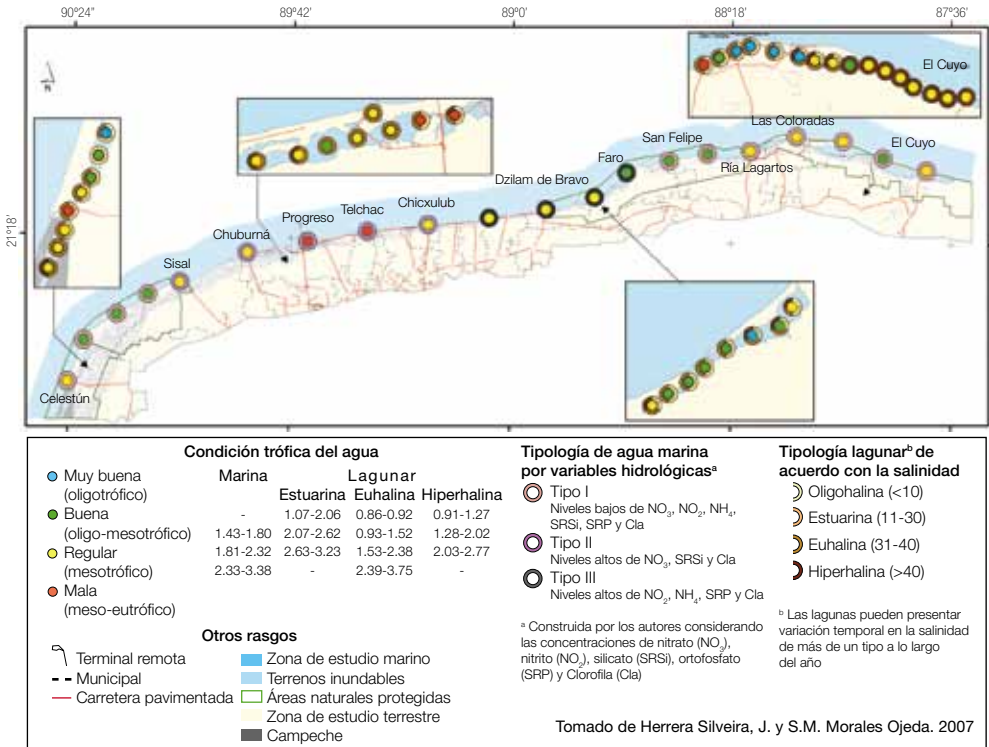 90°24" 89°42' 89°0 88°18' 87°36'
21°18'
N
El Cuyo
Las Coloradas
San Felipe
El Cuyo
Faro
Ría Lagartos
Dzilam de Bravo
Chicxulub
Telchac
Progreso
Chuburná
Sisal
Celestún
Condición trófica del agua
Marina Lagunar
Estuarina Euhalina Hiperhalina
Muy buena
(oligotrófico) - 1.07-2.06 0.86-0.92 0.91-1.27
Buena
(oligo-mesotrófico) 1.43-1.80 2.07-2.62 0.93-1.52 1.28-2.02
Regular 1.81-2.32 2.63-3.23 1.53-2.38 2.03-2.77
(mesotrófico) 2.33-3.38 - 2.39-3.75 -
Mala
(meso-eutrófico)
Otros rasgos
Terminal remota
Municipal
Carretera pavimentada
Zona de estudio marino
Terrenos inundables
Áreas naturales protegidas
Zona de estudio terrestre
Campeche
Tipología de agua marina
por variables hidrológicasª
Tipo I
Niveles bajos de NO₃, NO₂, NH₄,
SRSi, SRP y Cla
Tipo II
Niveles altos de NO₃, SRSi y Cla
Tipo III
Niveles altos de NO₂, NH₄, SRP y Cla
ª Construida por los autores considerando
las concentraciones de nitrato (NO₃),
nitrito (NO₂), silicato (SRSi), ortofosfato
(SRP) y Clorofila (Cla)
Tipología lagunarᵇ de
acuerdo con la salinidad
Oligohalina (<10)
Estuarina (11-30)
Euhalina (31-40)
Hiperhalina (>40)
ᵇ Las lagunas pueden presentar
variación temporal en la salinidad
de más de un tipo a lo largo
del año
Tomado de Herrera Silveira, J. y S.M. Morales Ojeda. 2007